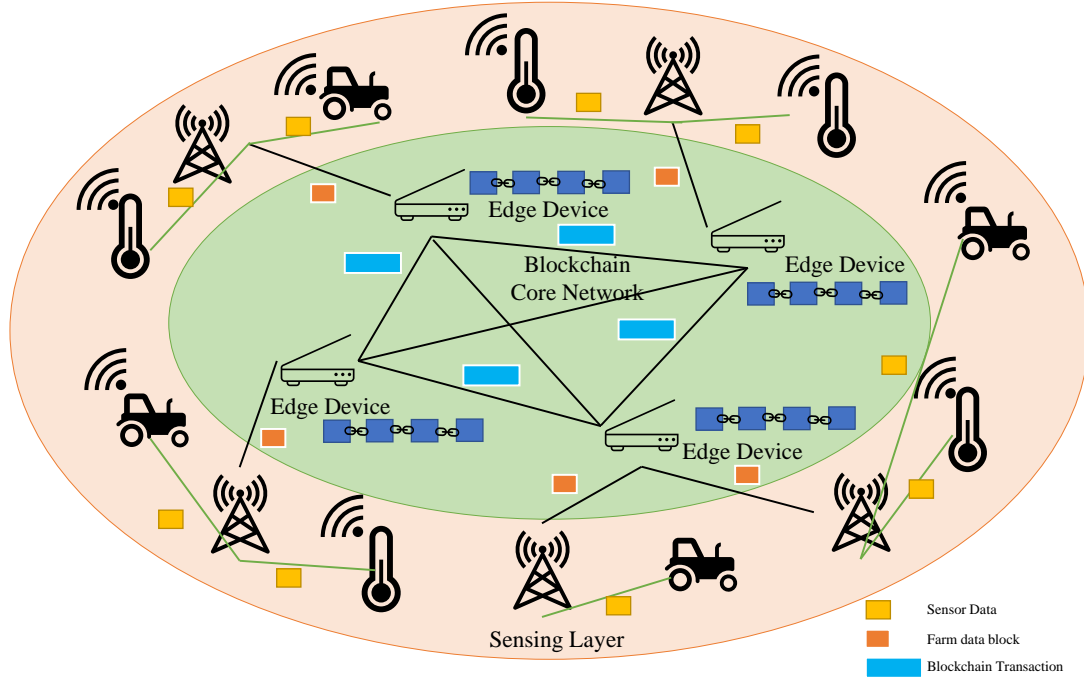 Edge Device
Blockchain
Core Network
Edge Device
Edge Device
Edge Device
Sensing Layer
Sensor Data
Farm data block
Blockchain Transaction